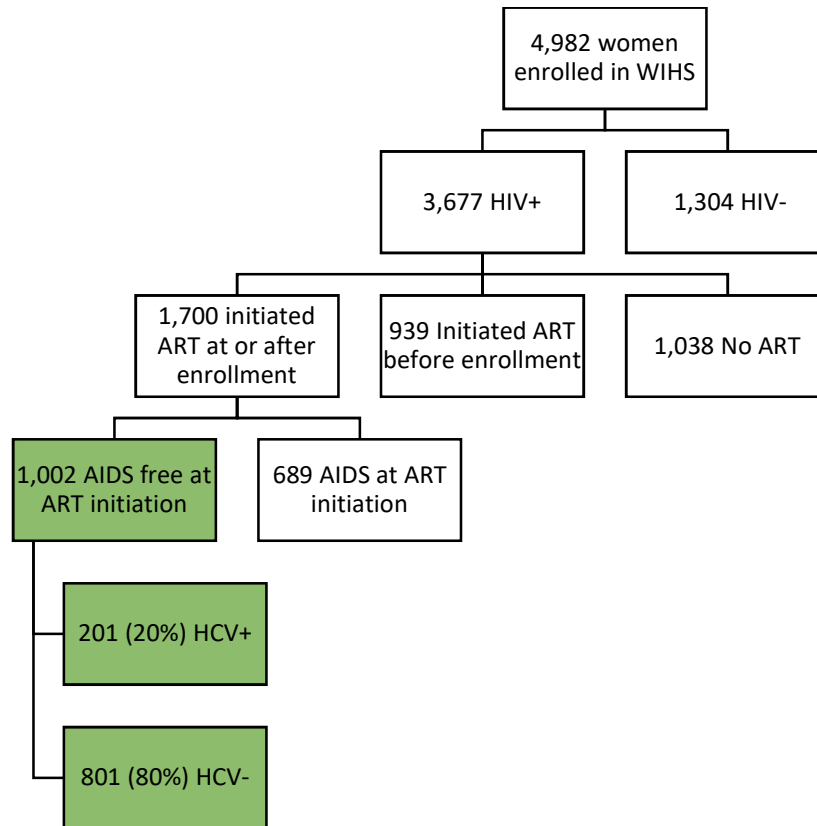 4,982 women
enrolled in WIHS
3,677 HIV+
1,304 HIV-
1,700 initiated
ART at or after
enrollment
939 Initiated ART
before enrollment
1,038 No ART
1,002 AIDS free at
ART initiation
689 AIDS at ART
initiation
201 (20%) HCV+
801 (80%) HCV-